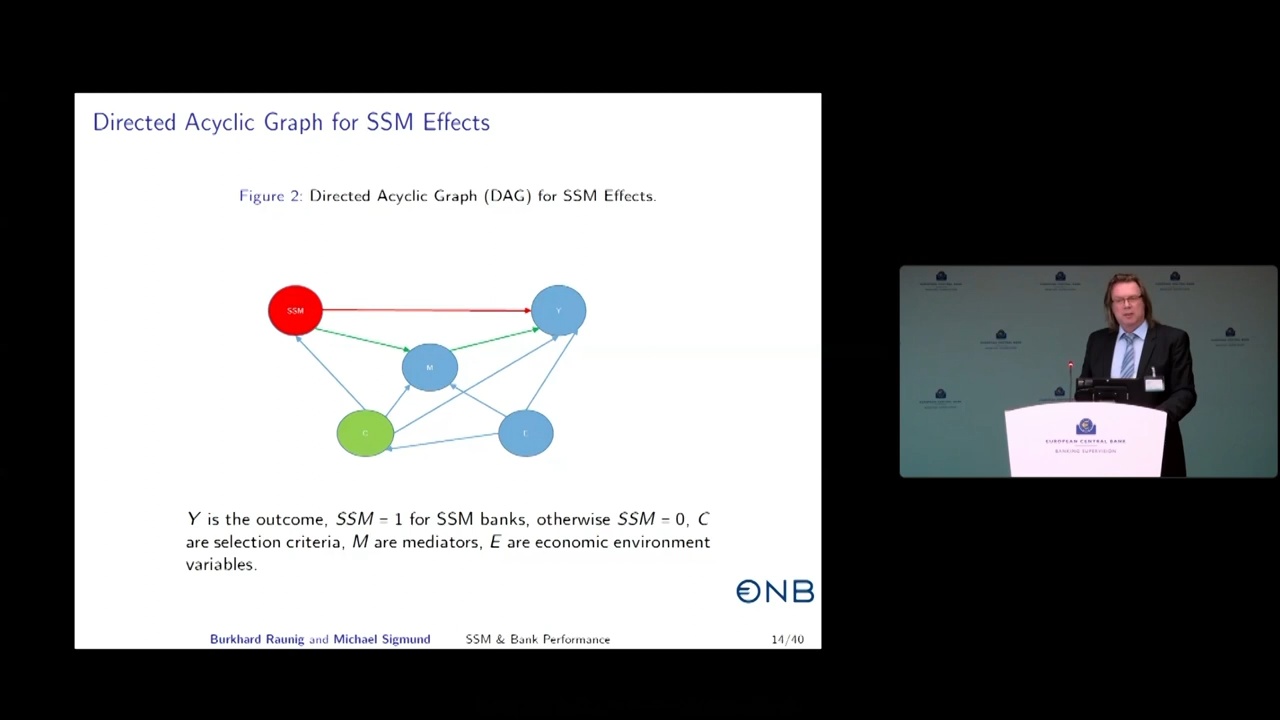 Directed Acyclic Graph for SSM Effects
Figure 2: Directed Acyclic Graph (DAG) for SSM Effects.
SSM
Y
M
C
E
Y is the outcome, SSM = 1 for SSM banks, otherwise SSM = 0, C
are selection criteria, M are mediators, E are economic environment
variables.
ONB
Burkhard Raunig and Michael Sigmund
SSM & Bank Performance
14/40
EUROPEAN CENTRAL BANK
BANKING SUPERVISION